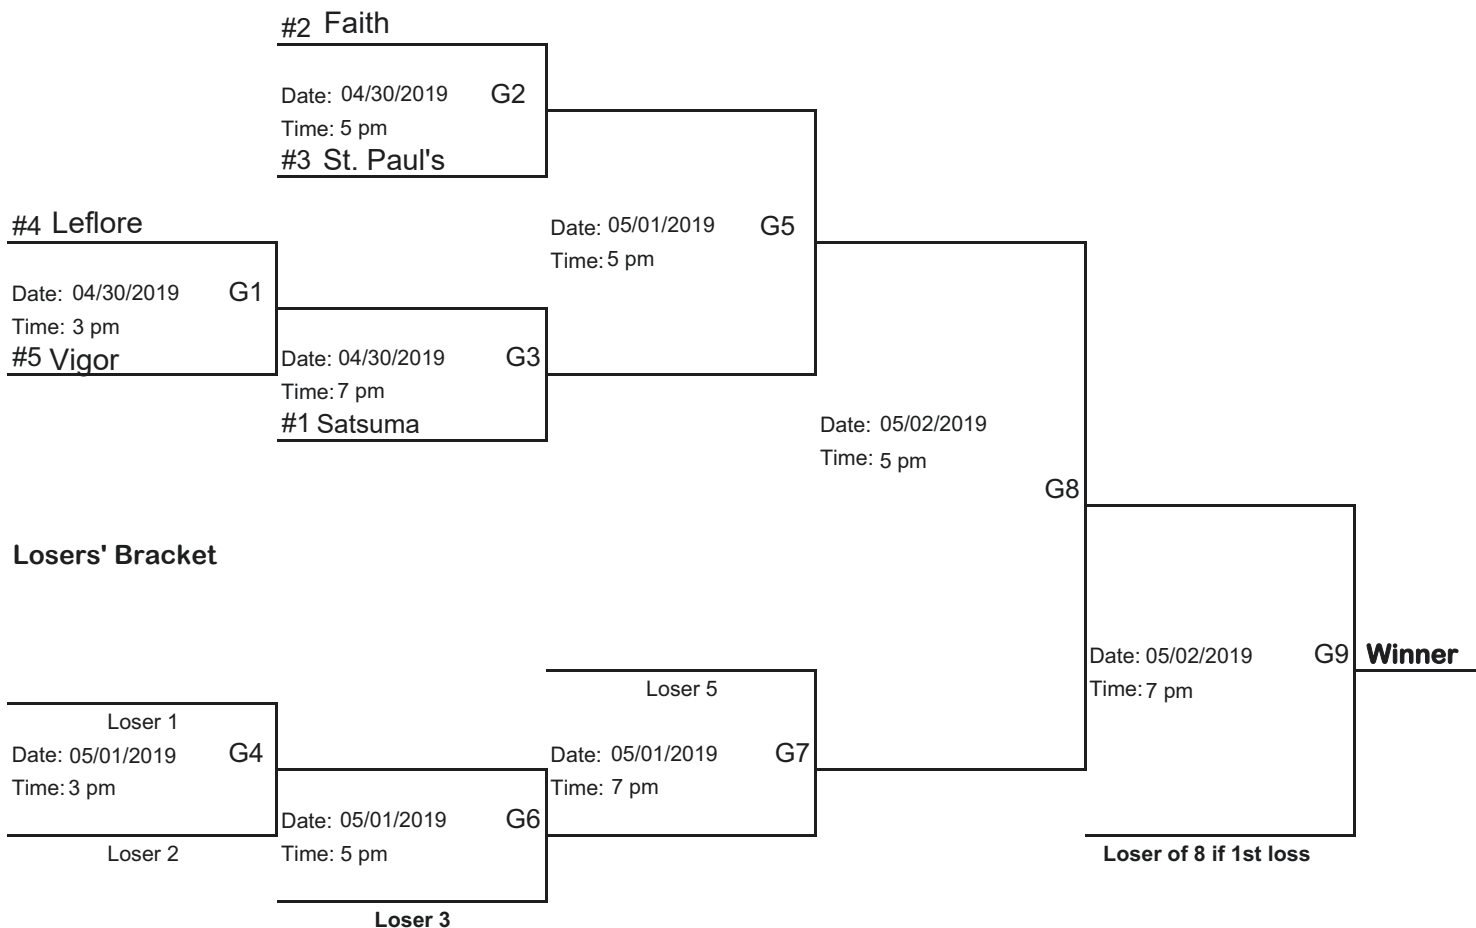 #2 Faith
Date: 04/30/2019 G2
Time: 5 pm
#3 St. Paul's
#4 Leflore
Date: 05/01/2019 G5
Time: 5 pm
Date: 04/30/2019 G1
Time: 3 pm
#5 Vigor
Date: 04/30/2019 G3
Time: 7 pm
#1 Satsuma
Date: 05/02/2019
Time: 5 pm
G8
Losers' Bracket
Date: 05/02/2019 G9 Winner
Time: 7 pm
Loser 5
Loser 1
Date: 05/01/2019 G4
Time: 3 pm
Date: 05/01/2019 G7
Time: 7 pm
Date: 05/01/2019 G6
Time: 5 pm
Loser 2
Loser of 8 if 1st loss
Loser 3